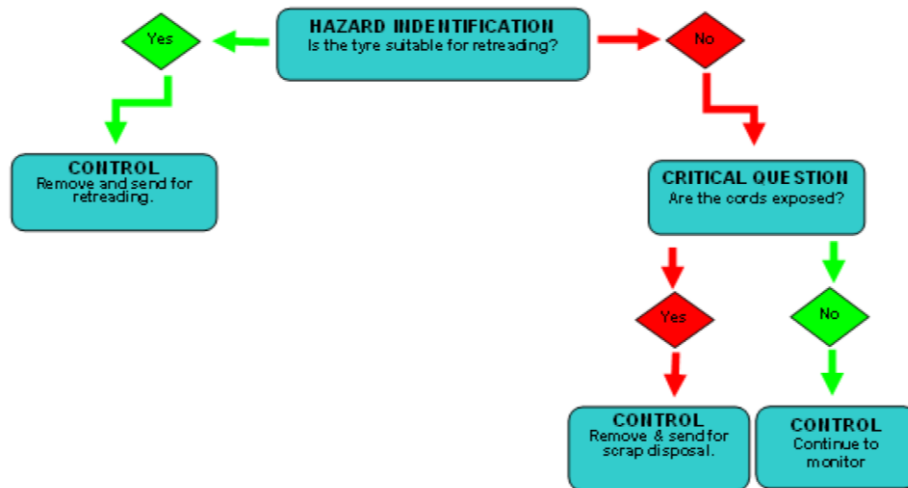 HAZARD INDENTIFICATION
Is the tyre suitable for retreading?
Yes
No
CONTROL
Remove and send for
retreading.
CRITICAL QUESTION
Are the cords exposed?
Yes
No
CONTROL
Remove & send for
scrap disposal.
CONTROL
Continue to
monitor